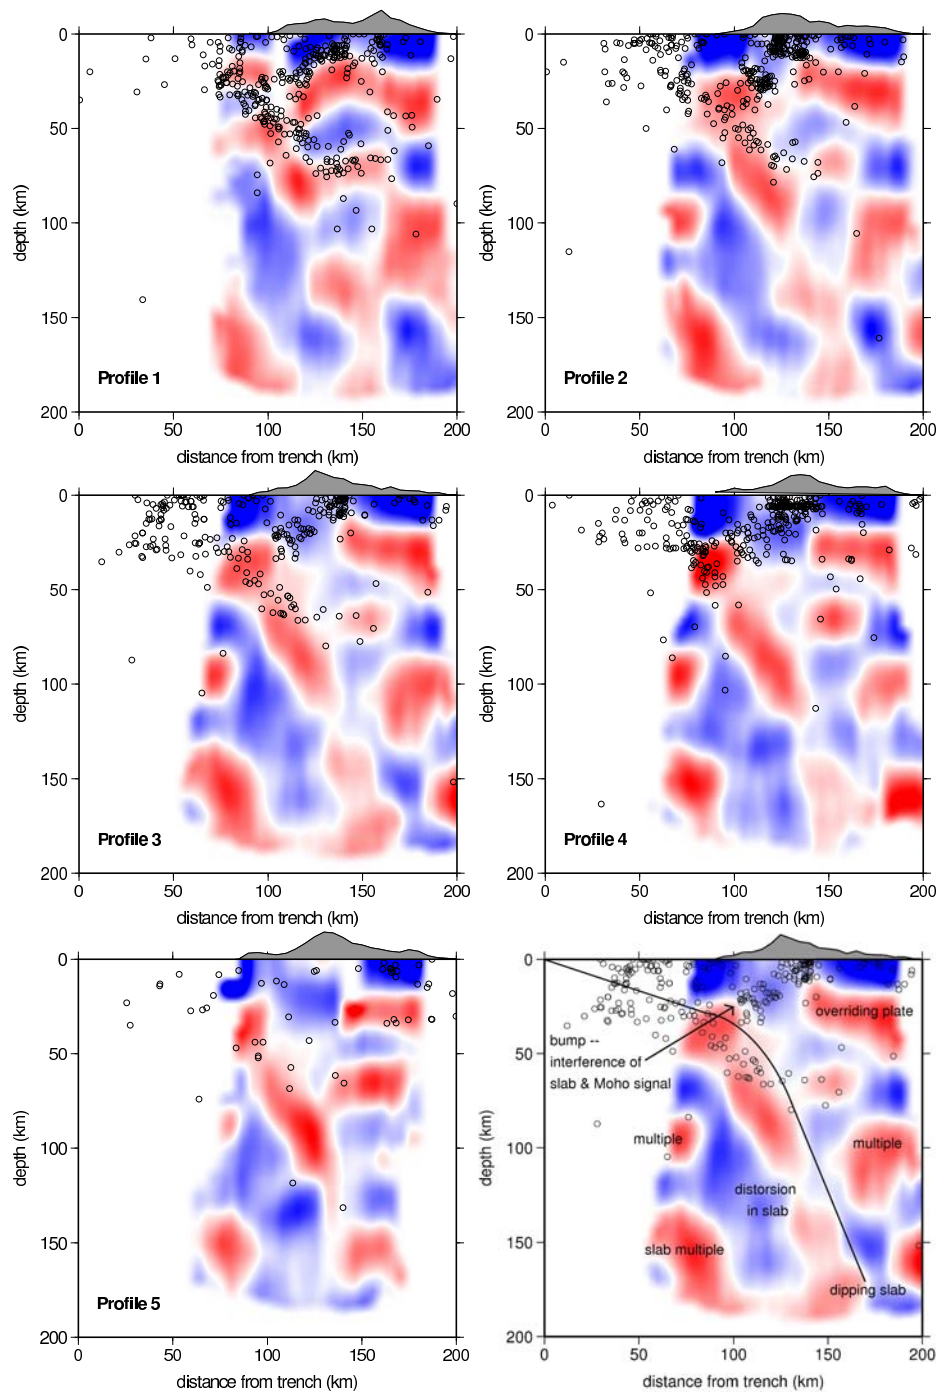 0
50
100
150
200
depth (km)
Profile 1
0 50 100 150 200
distance from trench (km)
0
50
100
150
200
depth (km)
Profile 2
0 50 100 150 200
distance from trench (km)
0
50
100
150
200
depth (km)
Profile 3
0 50 100 150 200
distance from trench (km)
0
50
100
150
200
depth (km)
Profile 4
0 50 100 150 200
distance from trench (km)
0
50
100
150
200
depth (km)
Profile 5
0 50 100 150 200
distance from trench (km)
0
50
100
150
200
depth (km)
overriding plate
bump --
interference of
slab & Moho signal
multiple
multiple
distorsion
in slab
slab multiple
dipping slab
0 50 100 150 200
distance from trench (km)